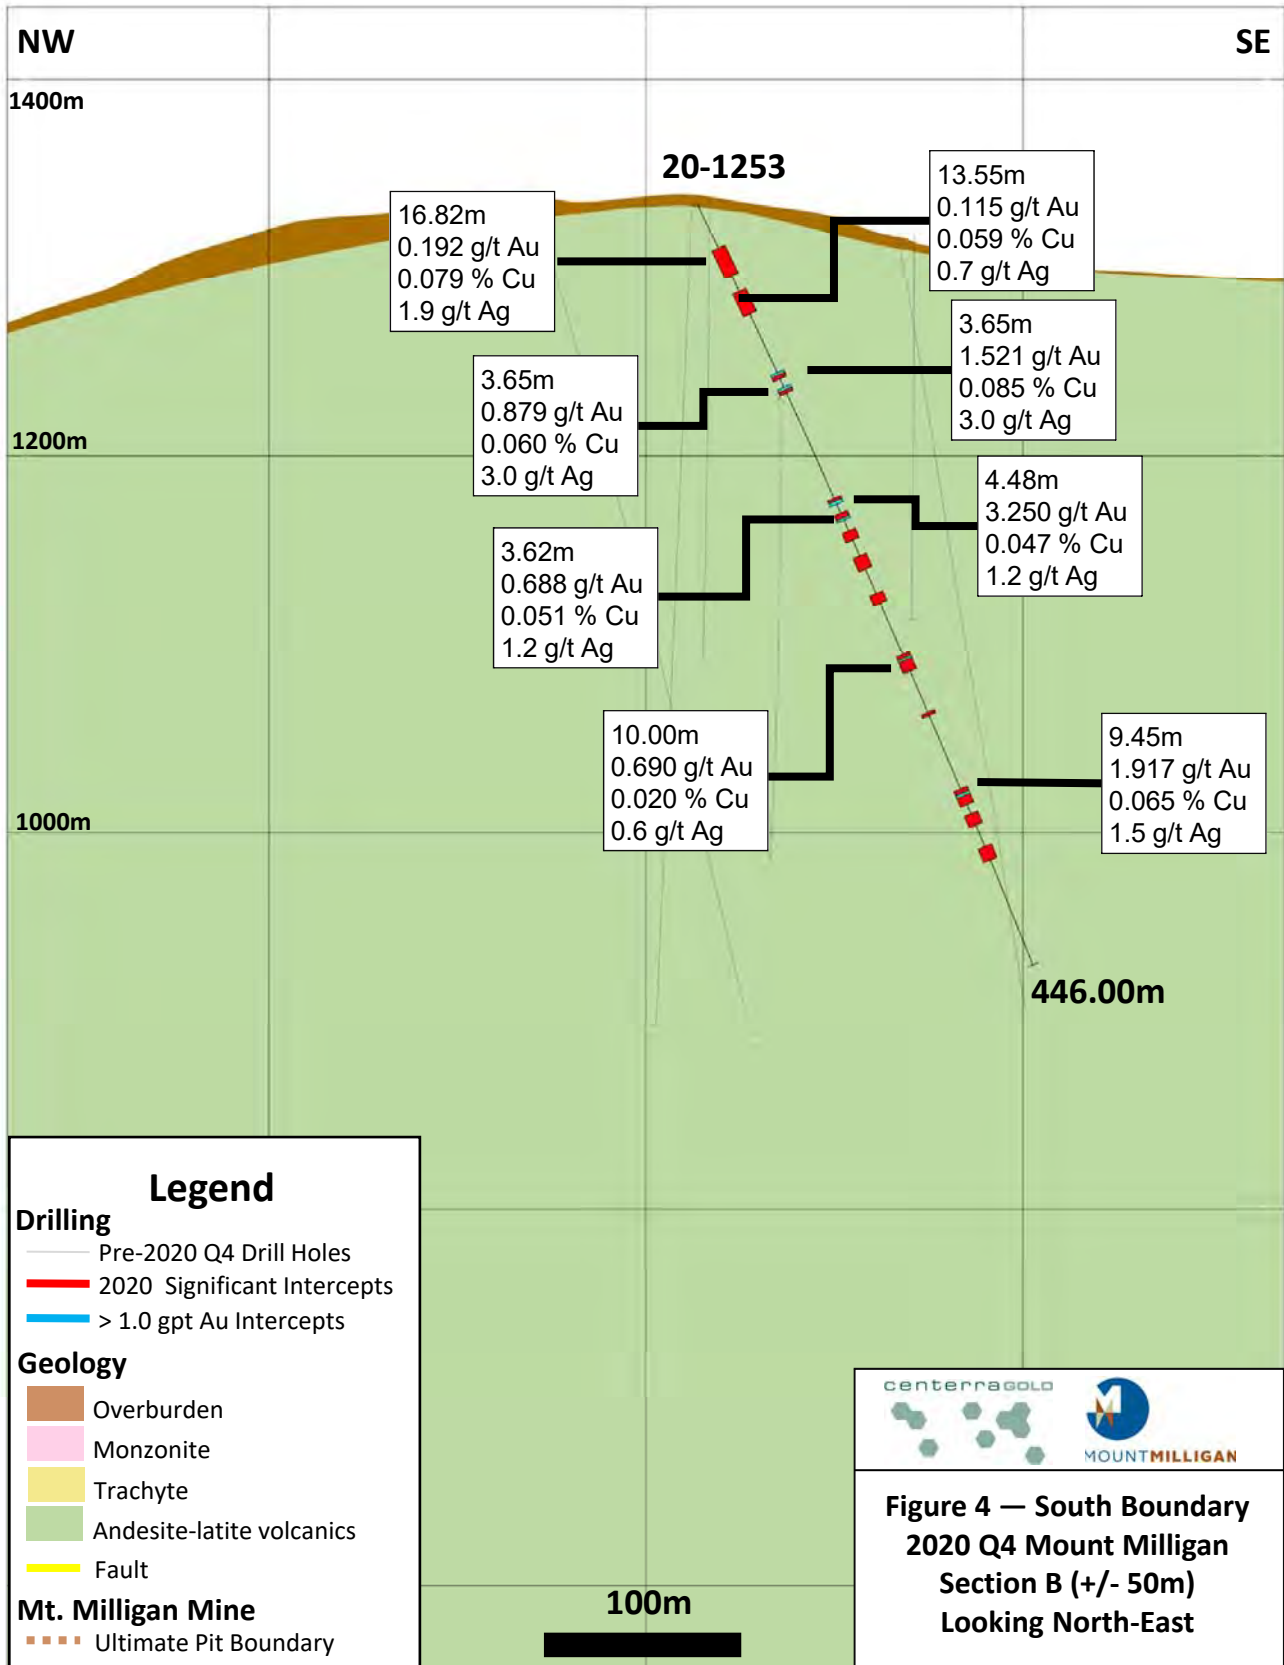 NW
SE
1400m
20-1253
16.82m
0.192 g/t Au
0.079 % Cu
1.9 g/t Ag
13.55m
0.115 g/t Au
0.059 % Cu
0.7 g/t Ag
3.65m
1.521 g/t Au
0.085 % Cu
3.0 g/t Ag
3.65m
0.879 g/t Au
0.060 % Cu
3.0 g/t Ag
1200m
4.48m
3.250 g/t Au
0.047 % Cu
1.2 g/t Ag
3.62m
0.688 g/t Au
0.051 % Cu
1.2 g/t Ag
10.00m
0.690 g/t Au
0.020 % Cu
0.6 g/t Ag
9.45m
1.917 g/t Au
0.065 % Cu
1.5 g/t Ag
1000m
446.00m
Legend
Drilling
Pre-2020 Q4 Drill Holes
2020 Significant Intercepts
> 1.0 gpt Au Intercepts
Geology
Overburden
Monzonite
Trachyte
Andesite-latite volcanics
Fault
Mt. Milligan Mine
Ultimate Pit Boundary
100m
centerraGOLD
MOUNTMILLIGAN
Figure 4 — South Boundary
2020 Q4 Mount Milligan
Section B (+/- 50m)
Looking North-East